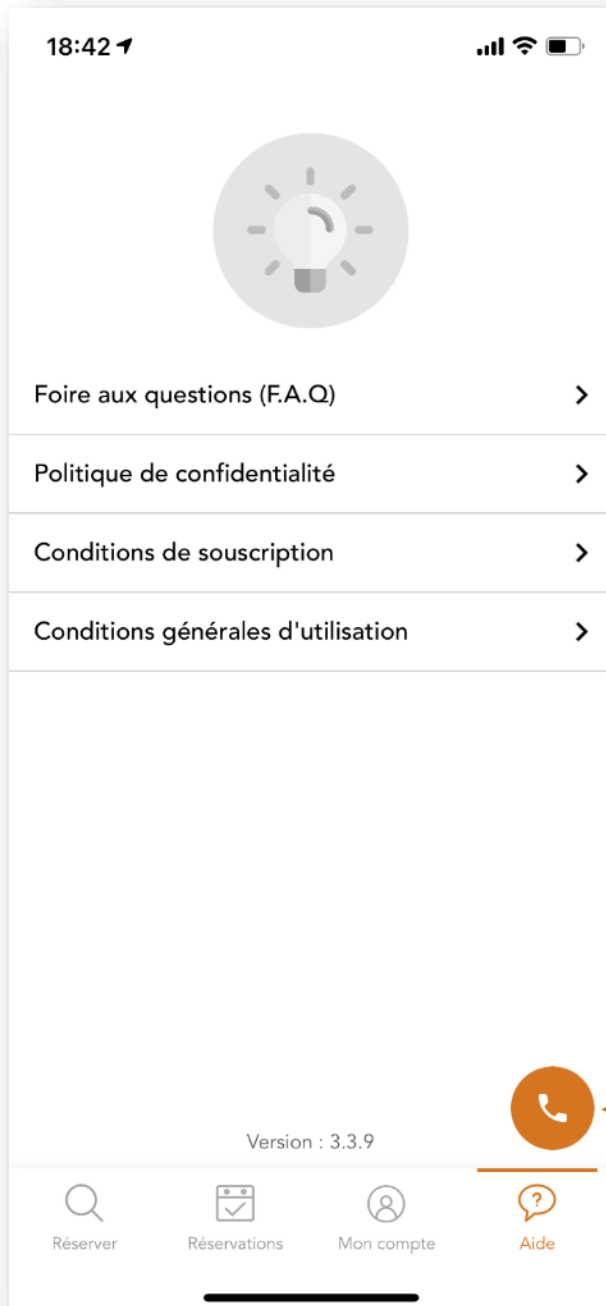 18:42
Foire aux questions (F.A.Q)
Politique de confidentialité
Conditions de souscription
Conditions générales d'utilisation
Version : 3.3.9
Réserver
Réservations
Mon compte
Aide